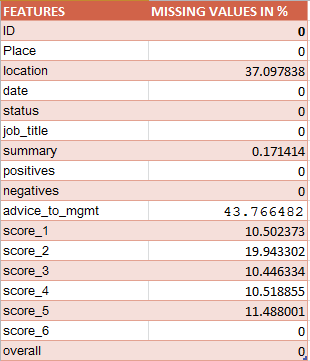 FEATURES MISSING VALUES IN %
ID 0
Place 0
location 37.097838
date 0
status 0
job_title 0
summary 0.171414
positives 0
negatives 0
advice_to_mgmt 43.766482
score_1 10.502373
score_2 19.943302
score_3 10.446334
score_4 10.518855
score_5 11.488001
score_6 0
overall 0